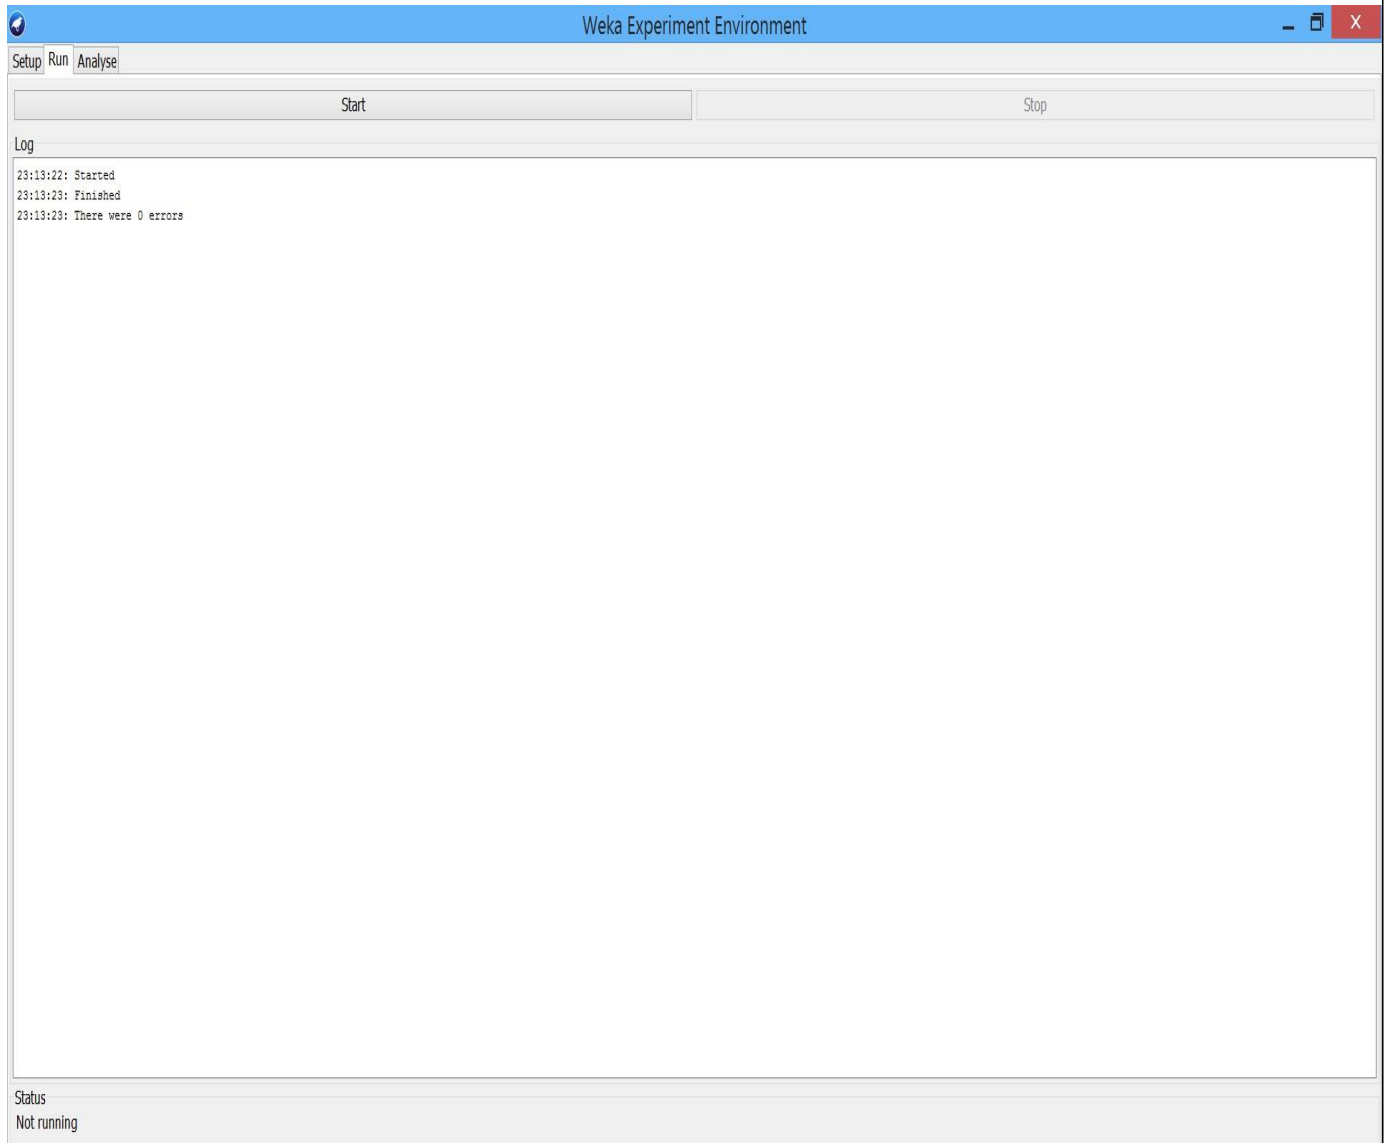 Weka Experiment Environment
Setup Run Analyse
Start Stop
Log
23:13:22: Started
23:13:23: Finished
23:13:23: There were 0 errors
Status
Not running